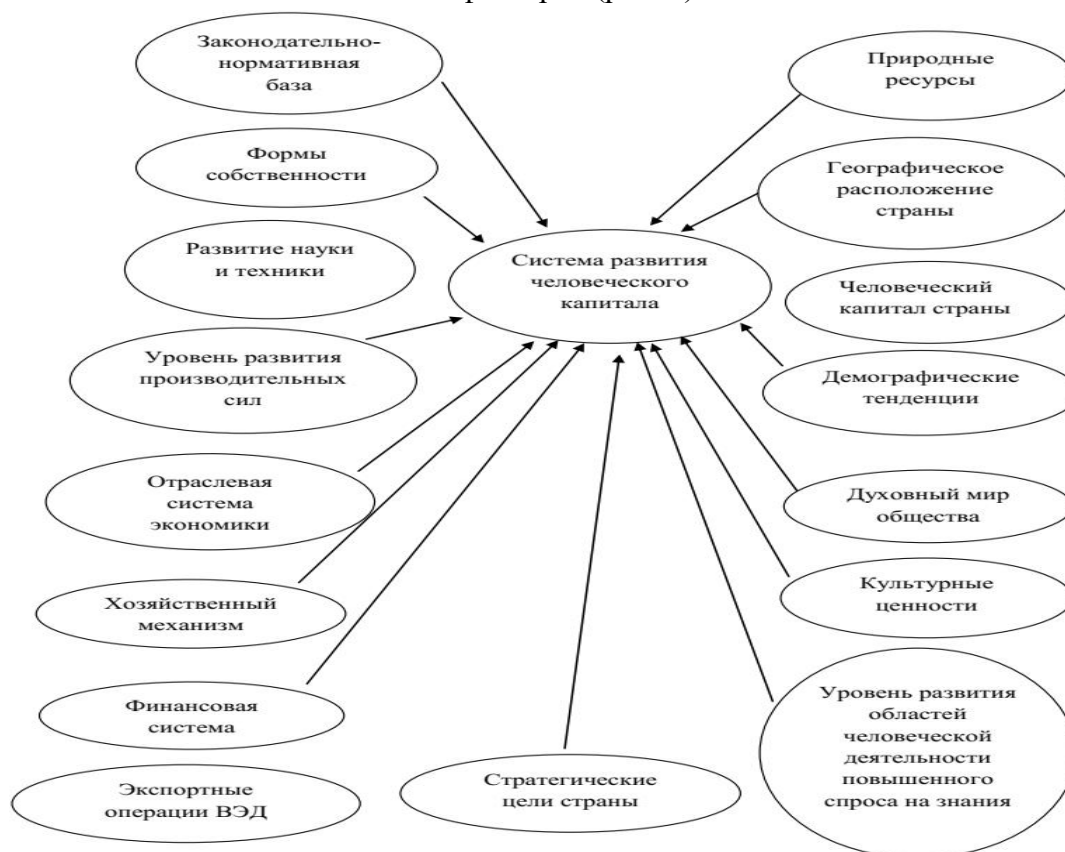 Законодательно-
нормативная
база
Природные
ресурсы
Формы
собственности
Географическое
расположение
страны
Развитие науки
и техники
Система развития
человеческого
капитала
Человеческий
капитал страны
Уровень развития
производительных
сил
Демографические
тенденции
Отраслевая
система
экономики
Духовный мир
общества
Хозяйственный
механизм
Культурные
ценности
Финансовая
система
Уровень развития
областей
человеческой
деятельности
повышенного
спроса на знания
Стратегические
цели страны
Экспортные
операции ВЭД